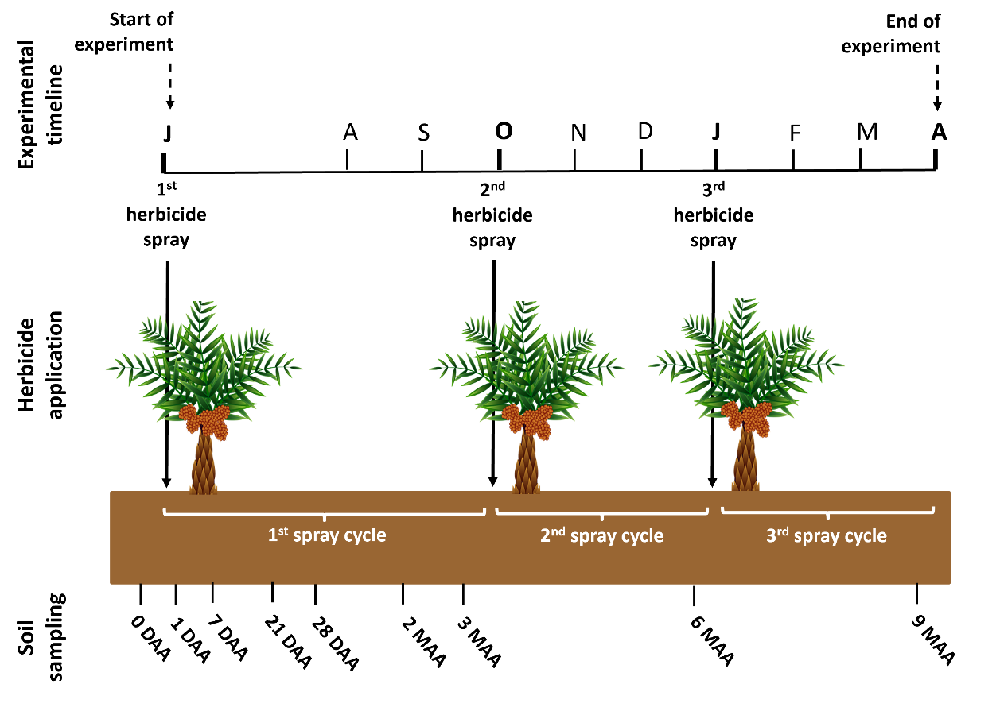 Start of
experiment
End of
experiment
Experimental
timeline
J
A
S
O
N
D
J
F
M
A
1st
herbicide
spray
2nd
herbicide
spray
3rd
herbicide
spray
Herbicide
application
1st spray cycle
2nd spray cycle
3rd spray cycle
Soil
sampling
0 DAA
1 DAA
7 DAA
21 DAA
28 DAA
2 MAA
3 MAA
6 MAA
9 MAA